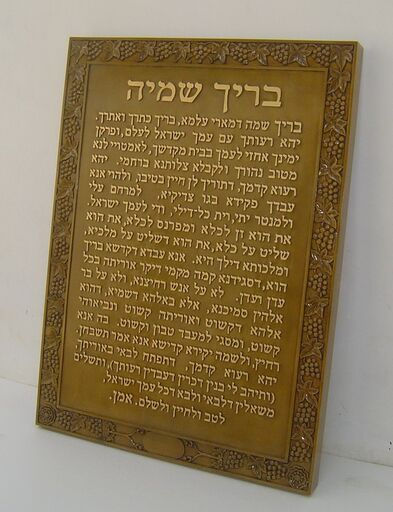 בריך שמיה
בריך שמה דמארי עלמא, בריך כתרך ואתרך.
יהא רעותך עם עמך ישראל לעלם, ופרקן
ימינך אחזי לעמך בבית מקדשך, לאמטויי לנא
מטוב נהורך ולקבלא צלותנא ברחמי. יהא
רעוא קדמך, דתוריך לן חיין בטיבו, ולהוי אנא
עבדך פקידא בגו צדיקיא, למרחם עלי
ולמנטר יתי, וית כל-דילי, ודי לעמך ישראל.
את הוא זן לכלא ומפרנס לכלא, את הוא
שליט על כלא, את הוא דשליט על מלכיא,
ומלכותא דילך היא. אנא עבדא דקדשא בריך
הוא, דסגידנא קמה מקמי דיקר אוריתה בכל
עדן ועדן. לא על אנש רחיצנא, ולא על בר
אלהין סמיכנא, אלא באלהא דשמיא, דהוא
אלהא דקשוט ואוריתה קשוט ונביאוהי
קשוט, ומסגי למעבד טבון וקשוט. בה אנא
רחיץ, ולשמה יקירא קדישא אנא אמר תשבחן.
יהא רעוא קדמך, דתפתח לבאי באוריתך,
(ותיהב לי בנין דכרין דעבדין רעותך), ותשלים
משאלין דלבאי ולבא דכל עמך ישראל,
לטב ולחיין ולשלם. אמן.